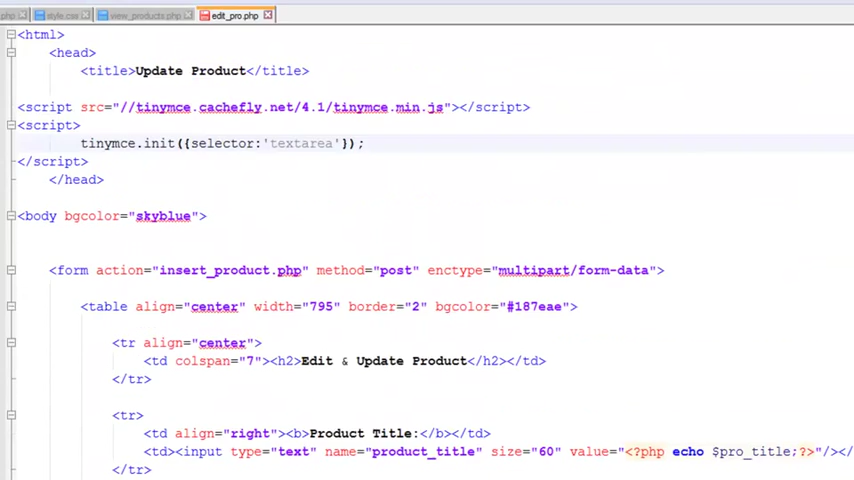 php style.css view_products.php edit_pro.php
<html>
<head>
<title>Update Product</title>
<script src="//tinymce.cachefly.net/4.1/tinymce.min.js"></script>
<script>
tinymce.init({selector:'textarea'});
</script>
</head>
<body bgcolor="skyblue">
<form action="insert_product.php" method="post" enctype="multipart/form-data">
<table align="center" width="795" border="2" bgcolor="#187eae">
<tr align="center">
<td colspan="7"><h2>Edit & Update Product</h2></td>
</tr>
<tr>
<td align="right"><b>Product Title:</b></td>
<td><input type="text" name="product_title" size="60" value="<?php echo $pro_title;?>"/></
</tr>